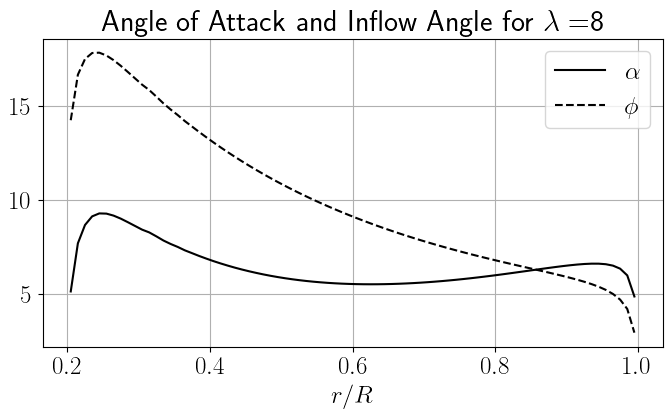 Angle of Attack and Inflow Angle for λ =8
α
ϕ
15
10
5
0.2 0.4 0.6 0.8 1.0
r/R